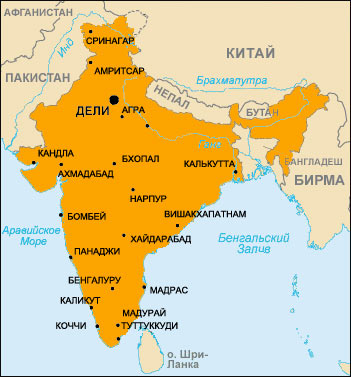 АФГАНИСТАН
Инд
СРИНАГАР
КИТАЙ
ПАКИСТАН
АМРИТСАР
Брахмапутра
НЕПАЛ
ДЕЛИ
АГРА
БУТАН
Ганг
КАНДЛА
БХОПАЛ
КАЛЬКУТТА
БАНГЛАДЕШ
АХМАДАБАД
БИРМА
НАРПУР
БОМБЕЙ
ВИШАКХАПАТНАМ
Аравийское
Море
ХАЙДАРАБАД
Бенгальский
Залив
ПАНАДЖИ
БЕНГАЛУРУ
МАДРАС
КАЛИКУТ
МАДУРАЙ
КОЧЧИ
ТУТТУККУДИ
о. Шри-
Ланка